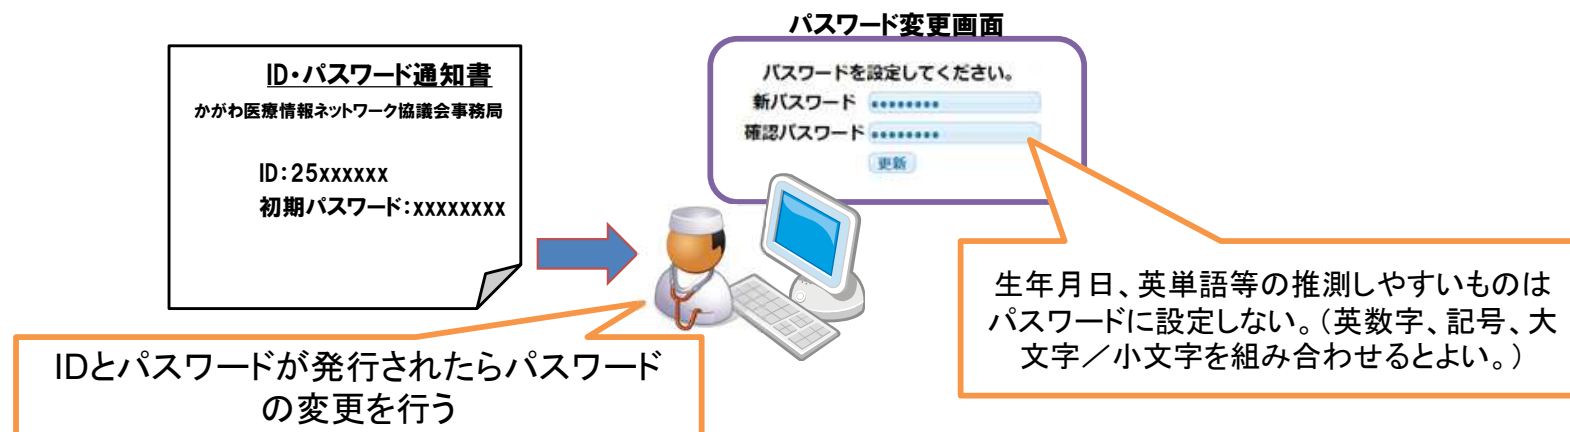 パスワード変更画面
ID・パスワード通知書
かがわ医療情報ネットワーク協議会事務局
ID：25xxxxxx
初期パスワード：xxxxxxxx
パスワードを設定してください。
新パスワード ●●●●●●●●
確認パスワード ●●●●●●●●
更新
IDとパスワードが発行されたらパスワード
の変更を行う
生年月日、英単語等の推測しやすいものは
パスワードに設定しない。（英数字、記号、大
文字／小文字を組み合わせるとよい。）